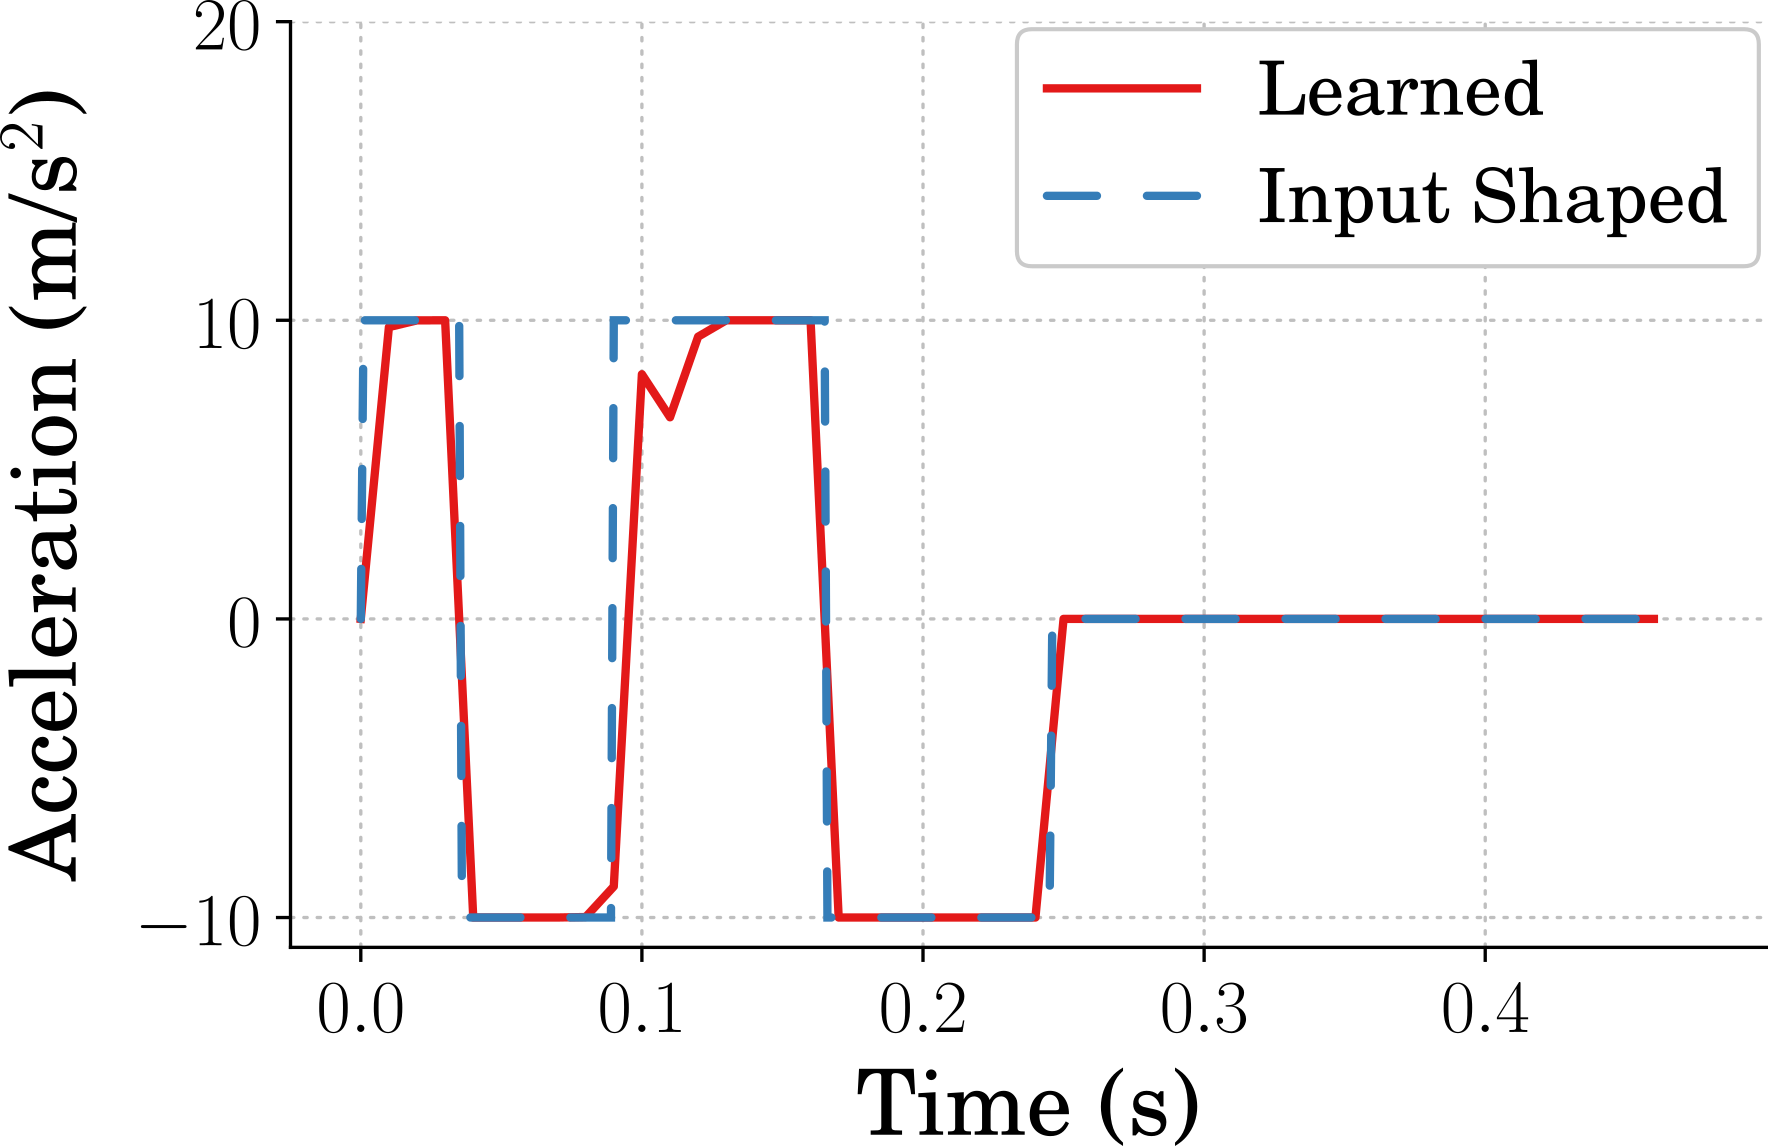 Acceleration (m/s²)
20
10
0
−10
Learned
Input Shaped
0.0 0.1 0.2 0.3 0.4
Time (s)